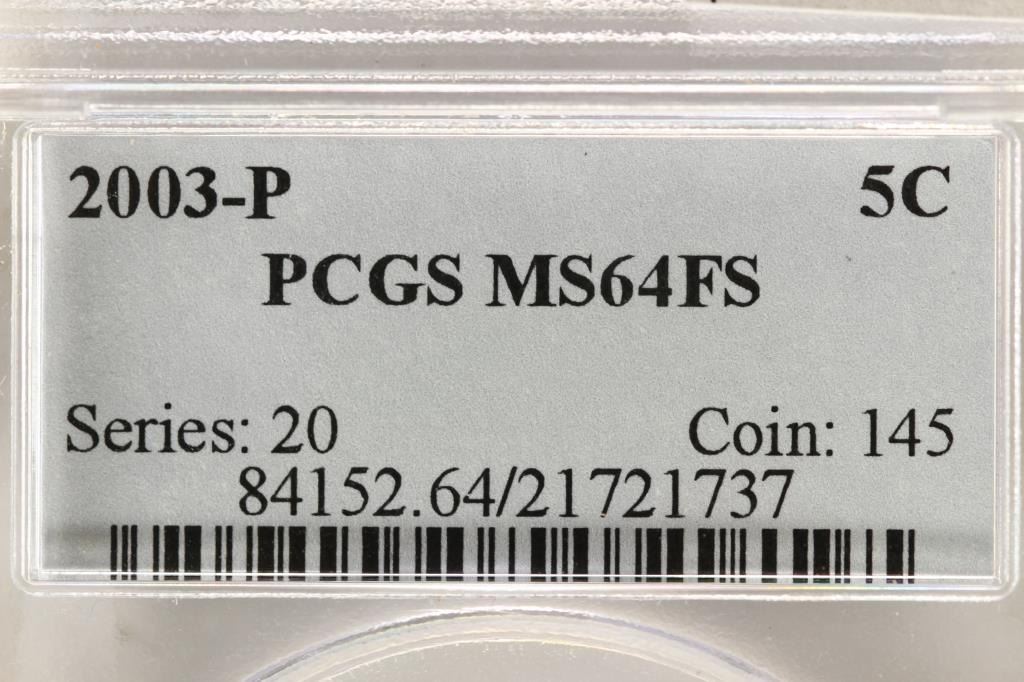 2003-P 5C
PCGS MS64FS
Series: 20 Coin: 145
84152.64/21721737